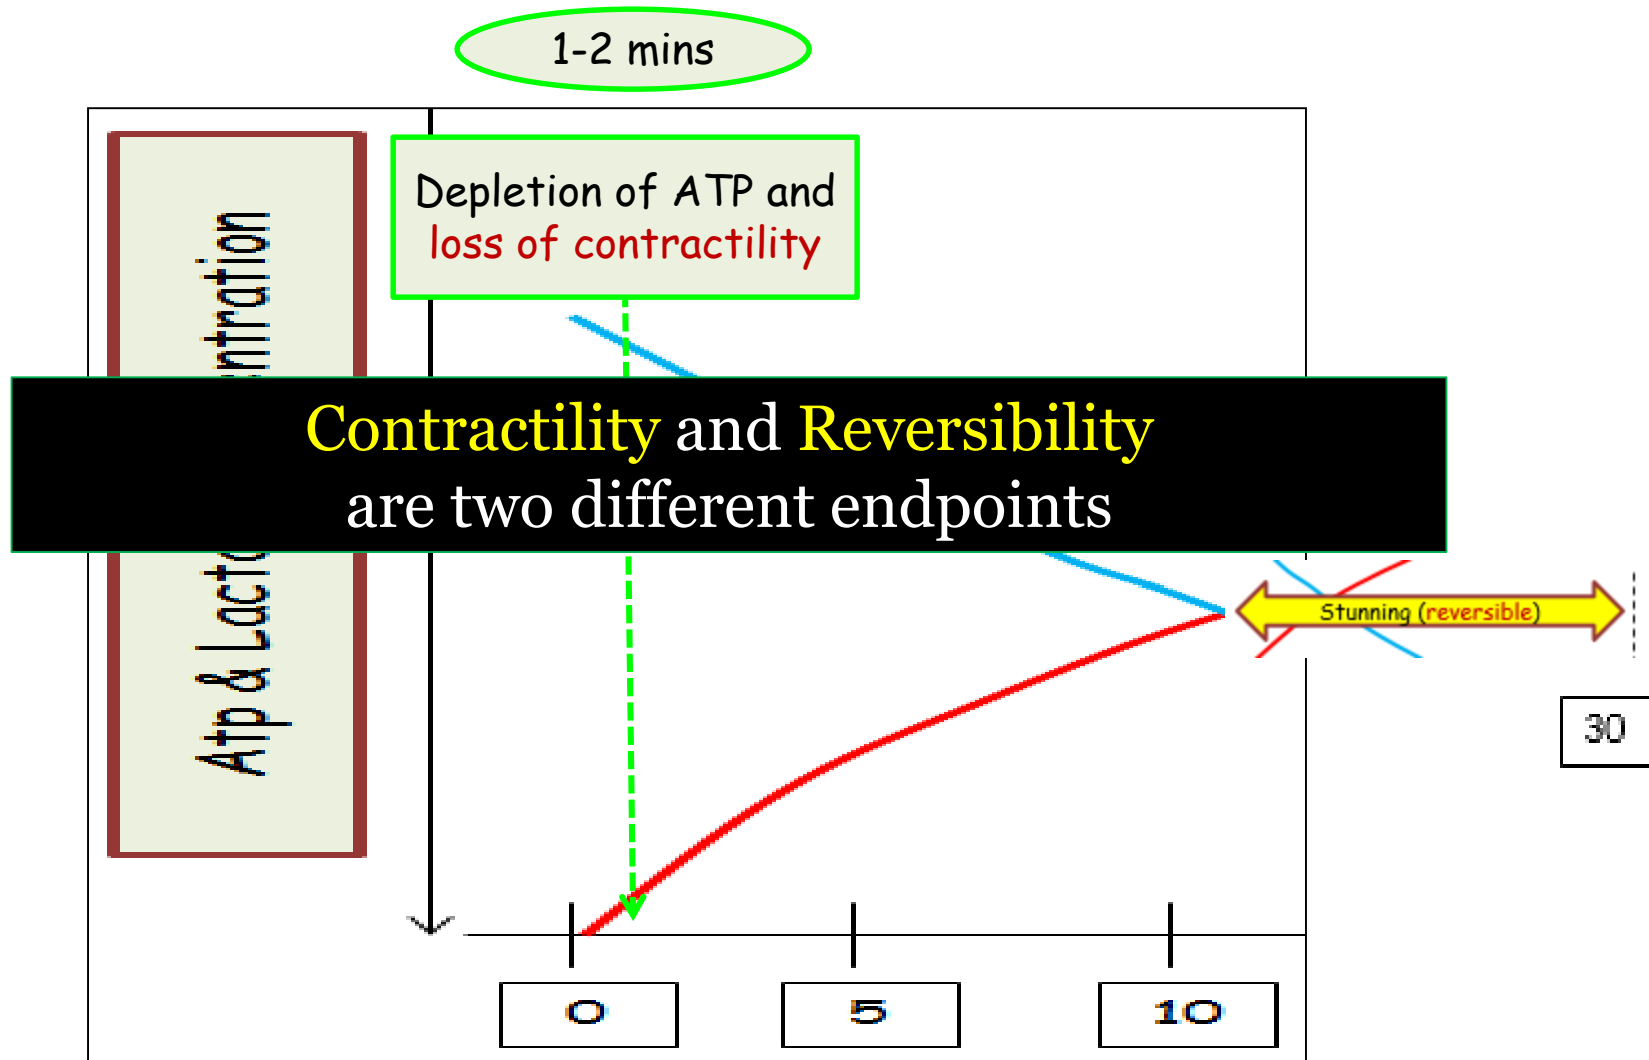 1-2 mins
Depletion of ATP and
loss of contractility
Contractility and Reversibility
are two different endpoints
Atp &
Stunning (reversible)
30
0
5
10